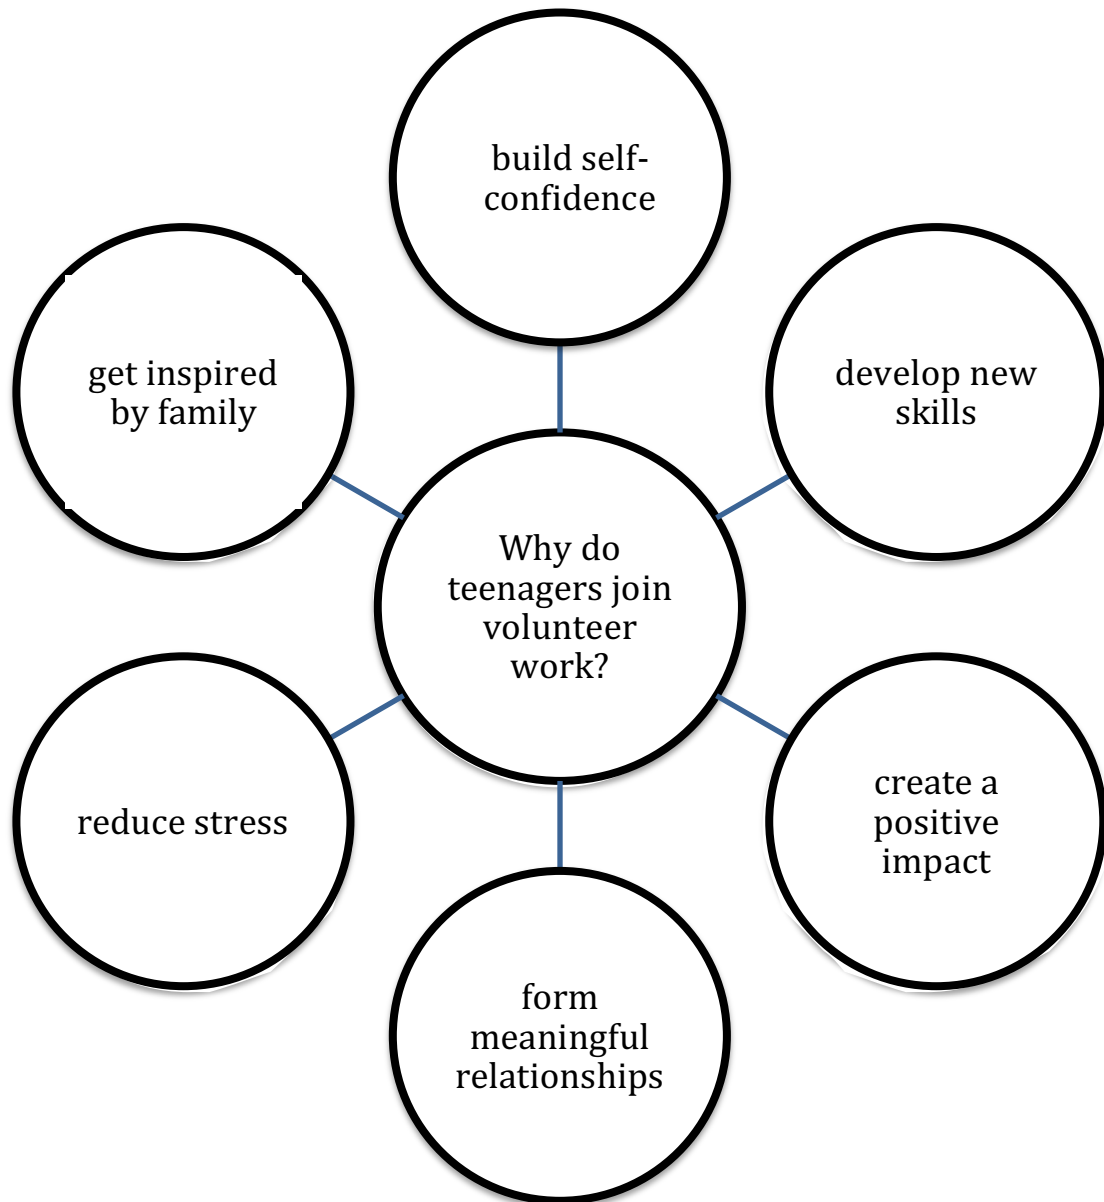 build self-
confidence
get inspired
by family
develop new
skills
Why do
teenagers join
volunteer
work?
reduce stress
create a
positive
impact
form
meaningful
relationships